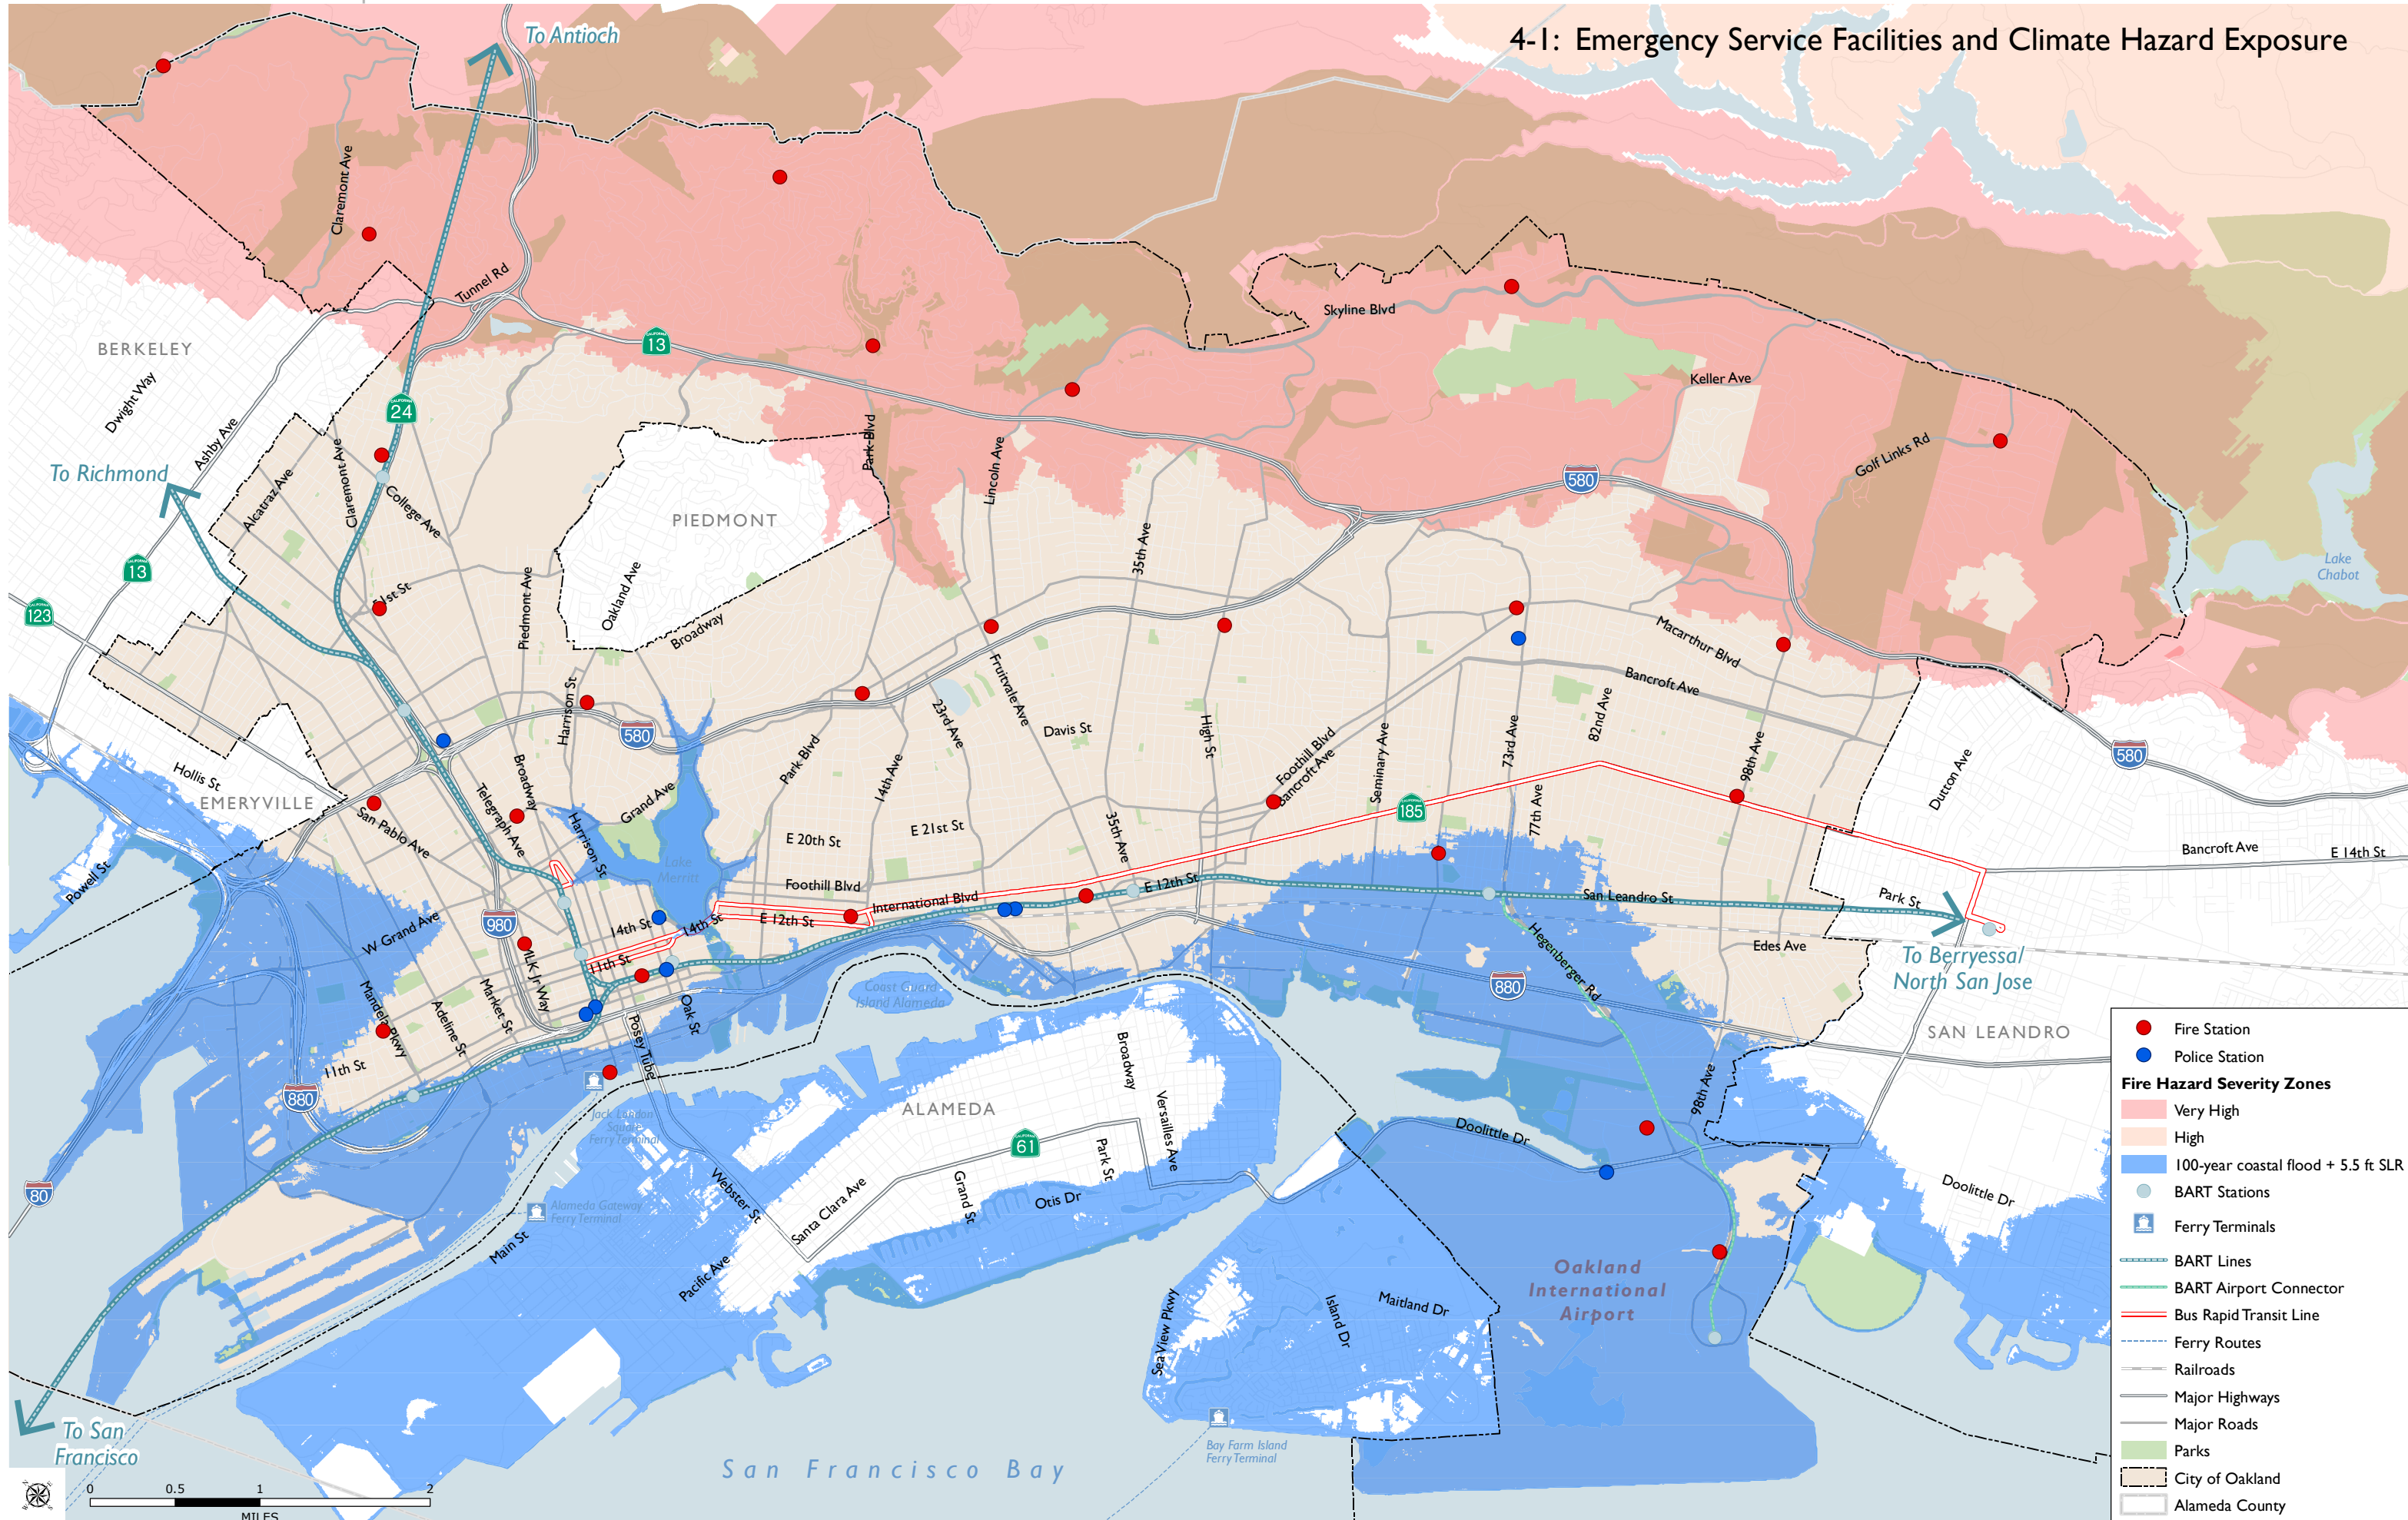 4-1: Emergency Service Facilities and Climate Hazard Exposure
To Antioch
Claremont Ave
Tunnel Rd
BERKELEY
Dwight Way
Ashby Ave
CALIFORNIA
13
CALIFORNIA
24
Skyline Blvd
Keller Ave
Golf Links Rd
To Richmond
Alcatraz Ave
Claremont Ave
College Ave
PIEDMONT
Park Blvd
Lincoln Ave
35th Ave
580
Lake
Chabot
CALIFORNIA
13
CALIFORNIA
123
51st St
Piedmont Ave
Oakland Ave
Broadway
Harrison St
580
Fruitvale Ave
23rd Ave
Davis St
High St
Foothill Blvd
Bancroft Ave
Seminary Ave
73rd Ave
82nd Ave
Macarthur Blvd
Bancroft Ave
98th Ave
Dutton Ave
580
Hollis St
EMERYVILLE
San Pablo Ave
Telegraph Ave
Broadway
Harrison St
Grand Ave
Park Blvd
14th Ave
E 20th St
E 21st St
35th Ave
CALIFORNIA
185
77th Ave
Bancroft Ave
E 14th St
Powell St
Lake
Merritt
Foothill Blvd
International Blvd
E 12th St
E 12th St
San Leandro St
Park St
W Grand Ave
980
14th St
14th St
11th St
MLK Jr Way
Market St
Adeline St
Mandela Pkwy
11th St
Oak St
Posey Tube
Coast Guard
Island Alameda
Hegenberger Rd
880
Edes Ave
To Berryessa/
North San Jose
SAN LEANDRO
880
80
Jack London
Square
Ferry Terminal
ALAMEDA
Broadway
Versailles Ave
CALIFORNIA
61
Park St
Grand St
Otis Dr
Santa Clara Ave
Webster St
Pacific Ave
Main St
Alameda Gateway
Ferry Terminal
Doolittle Dr
98th Ave
Doolittle Dr
Oakland
International
Airport
Sea View Pkwy
Island Dr
Maitland Dr
Bay Farm Island
Ferry Terminal
San Francisco Bay
To San
Francisco
0 0.5 1 2
MILES
Fire Station
Police Station
Fire Hazard Severity Zones
Very High
High
100-year coastal flood + 5.5 ft SLR
BART Stations
Ferry Terminals
BART Lines
BART Airport Connector
Bus Rapid Transit Line
Ferry Routes
Railroads
Major Highways
Major Roads
Parks
City of Oakland
Alameda County